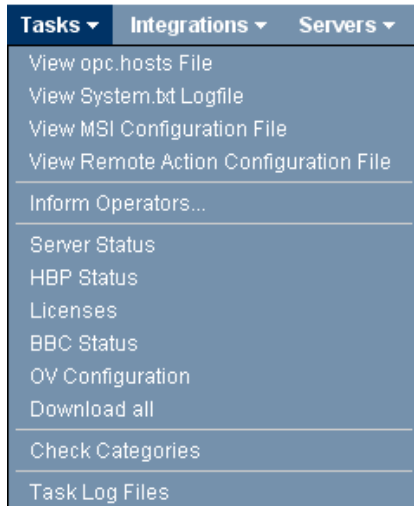 Tasks ▾ Integrations ▾ Servers ▾
View opc.hosts File
View System.txt Logfile
View MSI Configuration File
View Remote Action Configuration File
Inform Operators...
Server Status
HBP Status
Licenses
BBC Status
OV Configuration
Download all
Check Categories
Task Log Files